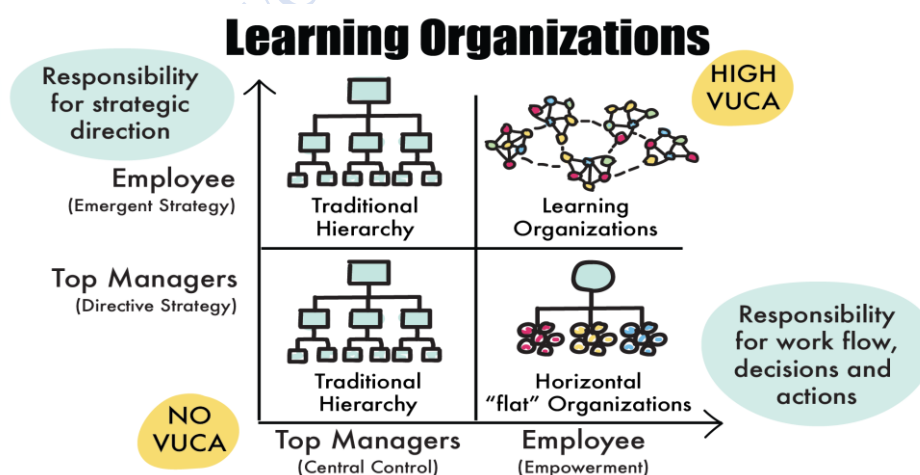 Learning Organizations
Responsibility
for strategic
direction
HIGH
VUCA
Employee
(Emergent Strategy)
Traditional
Hierarchy
Learning
Organizations
Top Managers
(Directive Strategy)
Traditional
Hierarchy
Horizontal
"flat" Organizations
Responsibility
for work flow,
decisions and
actions
NO
VUCA
Top Managers
(Central Control)
Employee
(Empowerment)